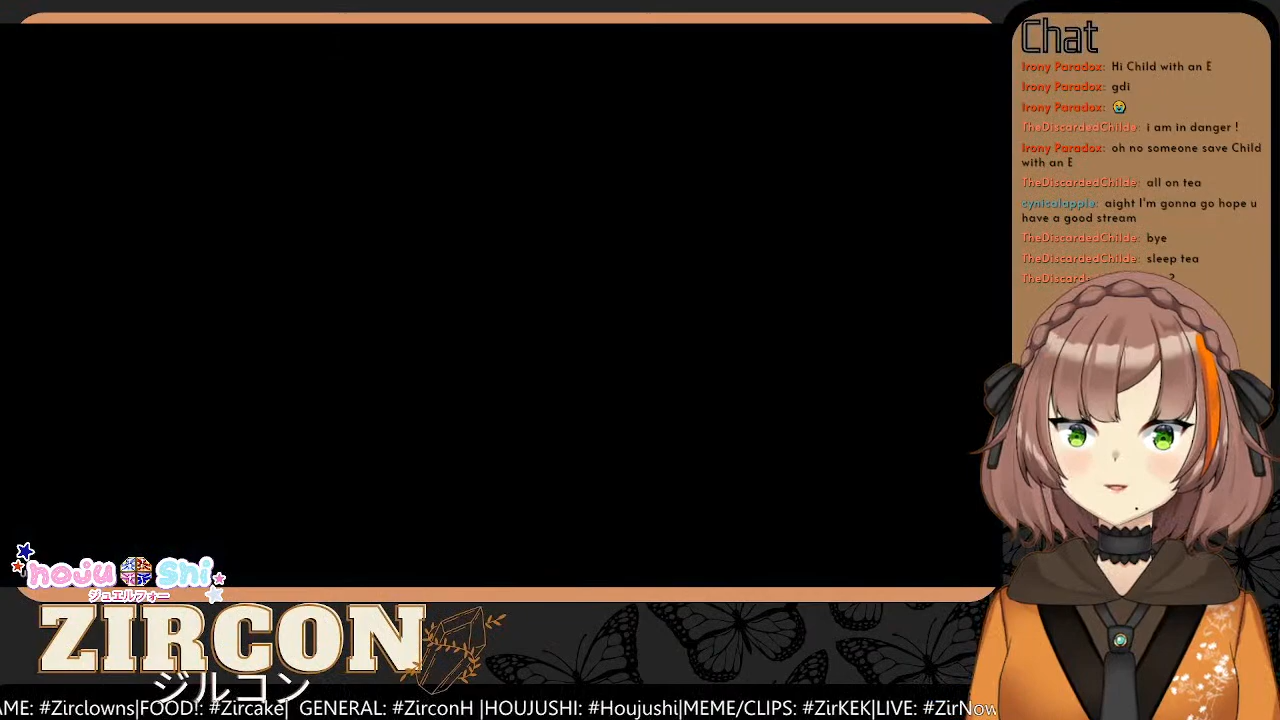 Chat
Irony Paradox: Hi Child with an E
Irony Paradox: gdi
Irony Paradox: 😭
TheDiscardedChilde: i am in danger !
Irony Paradox: oh no someone save Child
with an E
TheDiscardedChilde: all on tea
cynicalapple: aight I'm gonna go hope u
have a good stream
TheDiscardedChilde: bye
TheDiscardedChilde: sleep tea
?
hoju shi
ジュエルフォー
ZIRCON
ジルコン
AME: #Zirclowns|FOOD!: #Zircake| GENERAL: #ZirconH |HOUJUSHI: #Houjushi|MEME/CLIPS: #ZirKEK|LIVE: #ZirNow